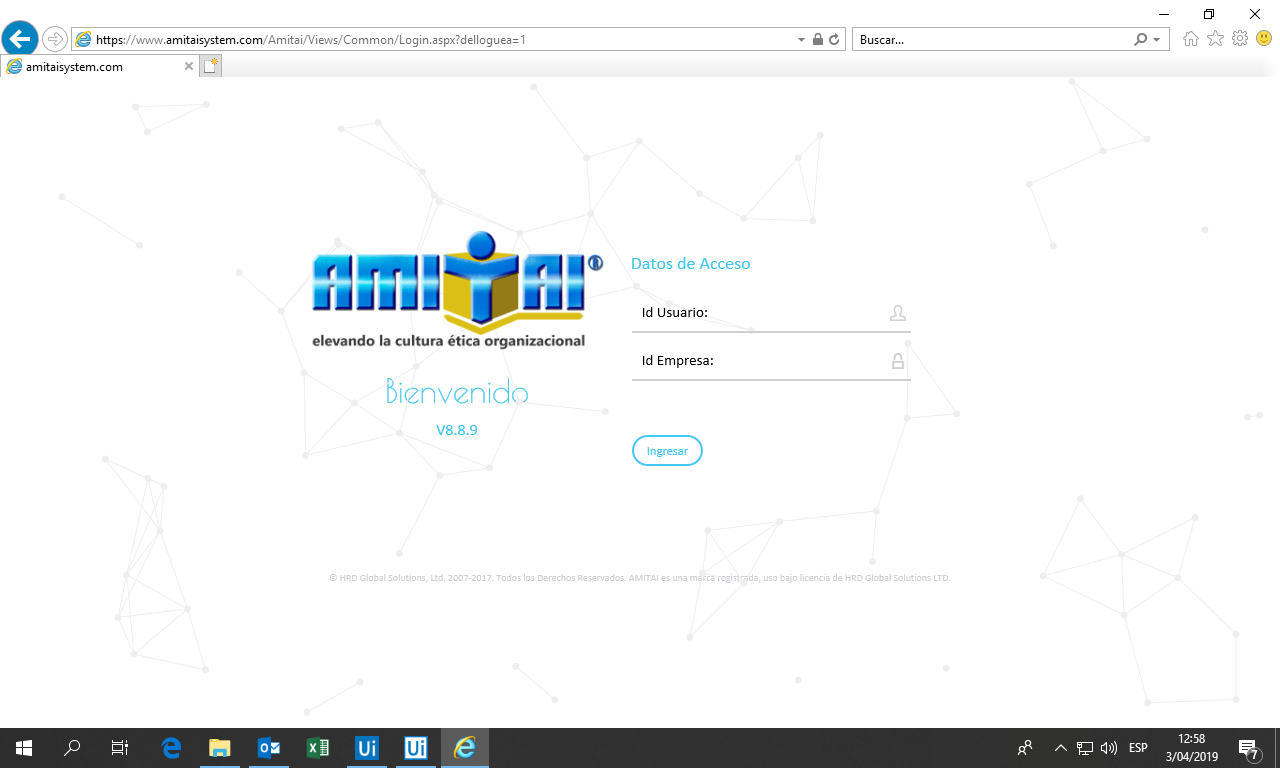 https://www.amitaisystem.com/Amitai/Views/Common/Login.aspx?delloguea=1
Buscar...
amitaisystem.com
AMITAI®
elevando la cultura ética organizacional
Bienvenido
V8.8.9
Datos de Acceso
Id Usuario:
Id Empresa:
Ingresar
© HRD Global Solutions, Ltd. 2007-2017. Todos los Derechos Reservados. AMITAI es una marca registrada, uso bajo licencia de HRD Global Solutions LTD.
Ui
Ui
ESP
12:58
3/04/2019
7